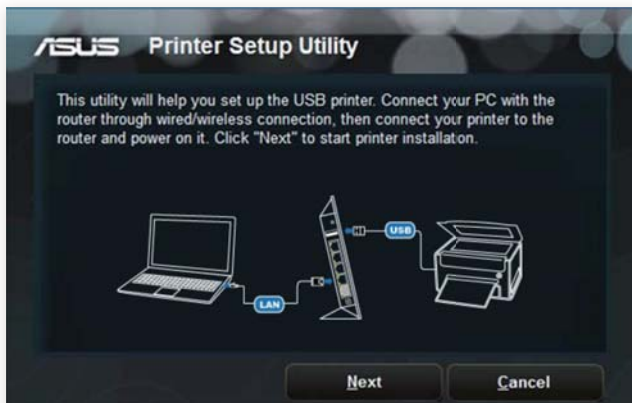 ASUS Printer Setup Utility
This utility will help you set up the USB printer. Connect your PC with the
router through wired/wireless connection, then connect your printer to the
router and power on it. Click "Next" to start printer installaton.
USB
LAN
Next Cancel